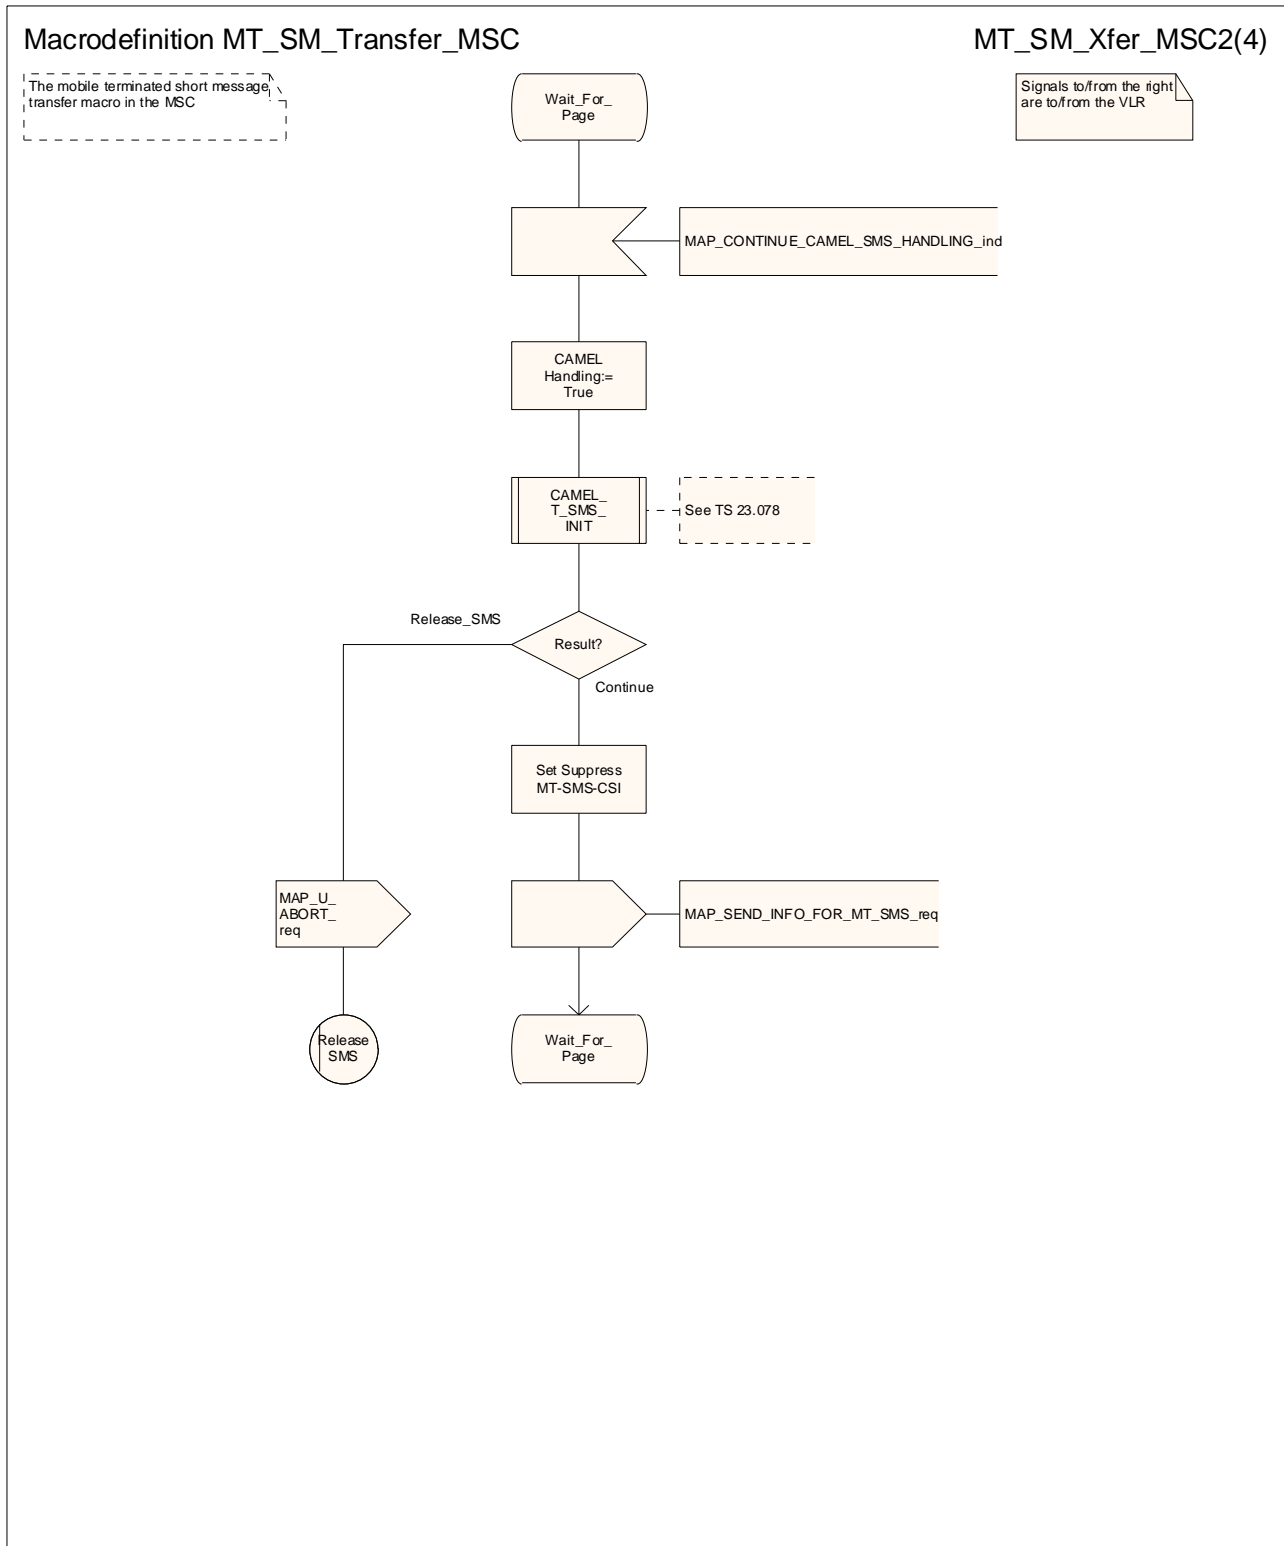 Macrodefinition MT_SM_Transfer_MSC
MT_SM_Xfer_MSC2(4)
The mobile terminated short message
transfer macro in the MSC
Wait_For_
Page
Signals to/from the right
are to/from the VLR
MAP_CONTINUE_CAMEL_SMS_HANDLING_ind
CAMEL
Handling:=
True
CAMEL_
T_SMS_
INIT
See TS 23.078
Release_SMS
Result?
Continue
Set Suppress
MT-SMS-CSI
MAP_U_
ABORT_
req
MAP_SEND_INFO_FOR_MT_SMS_req
Release
SMS
Wait_For_
Page